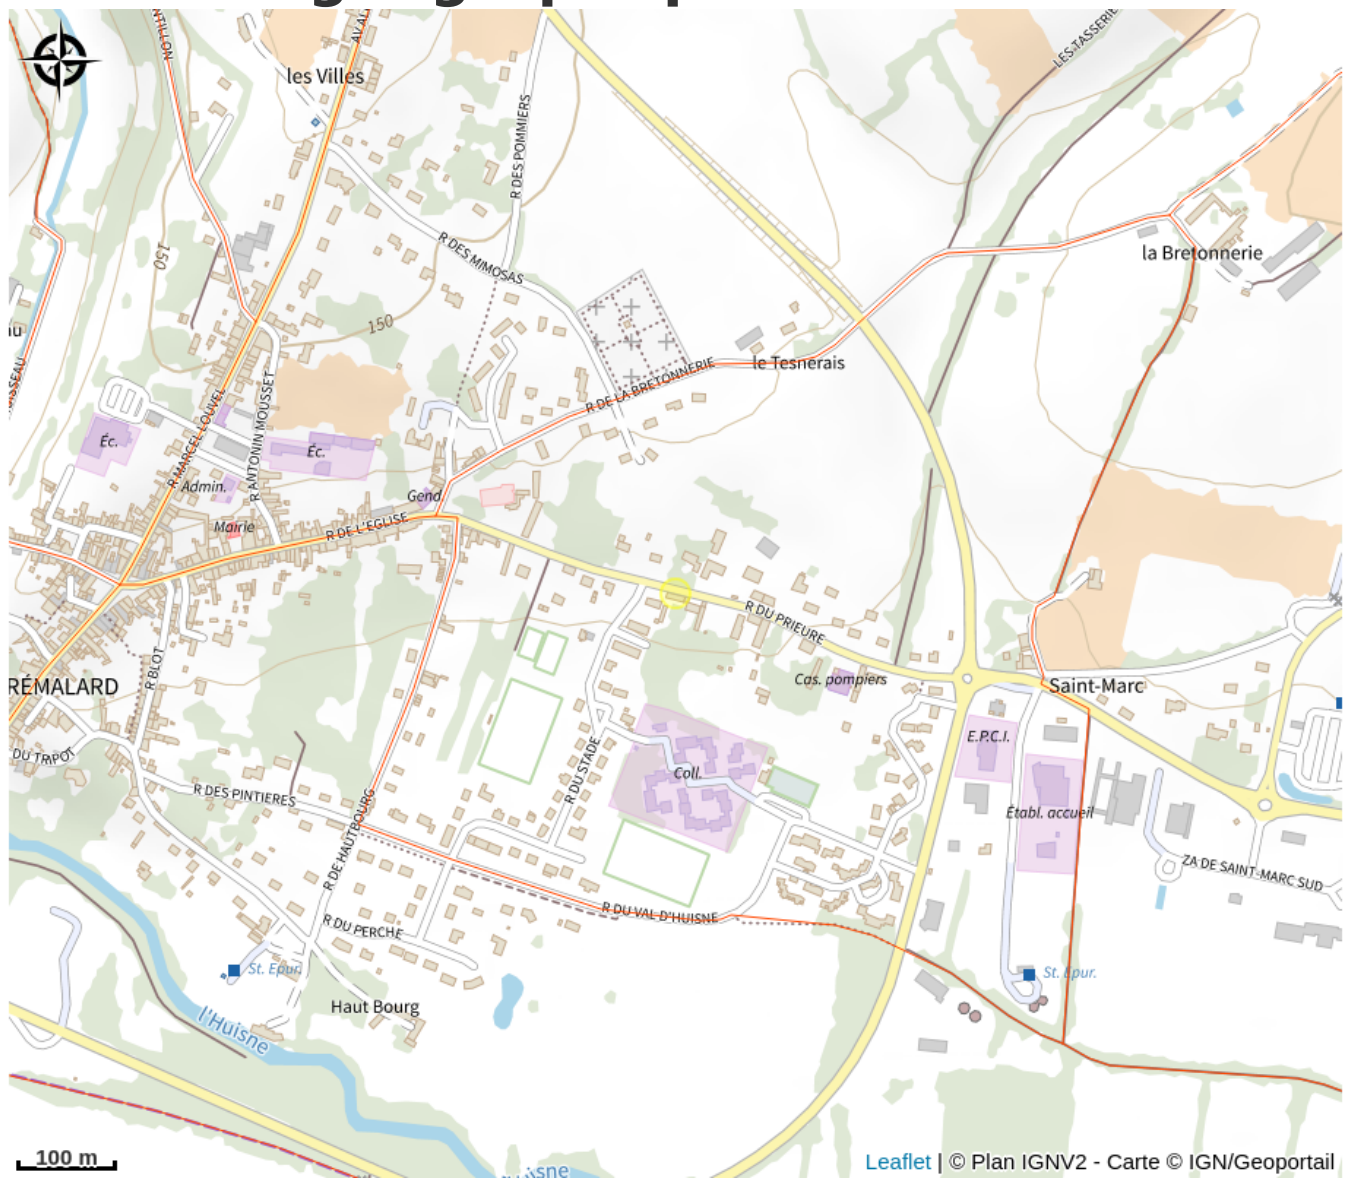 les Villes
R DES POMMIERS
LES TASSERIE
R DES MIMOSAS
la Bretonnerie
150
150
le Tesnerais
R DE LA BRETONNERIE
R MARCEL LOUVEL
R ANTONIN MOUSSET
Éc.
Éc.
Admin.
Gend.
Mairie
R DE L'EGLISE
R DU PRIEURE
R BLOT
RÉMALARD
Cas. pompiers
Saint-Marc
E.P.C.I.
DU TRIPOT
R DU STADE
Coll.
R DES PINTIERES
R DE HAUTBOURG
Établ. accueil
ZA DE SAINT-MARC SUD
R DU VAL D'HUISNE
R DU PERCHE
St. Epur.
St. Epur.
Haut Bourg
l'Huisne
100 m
Leaflet | © Plan IGNV2 - Carte © IGN/Geoportail